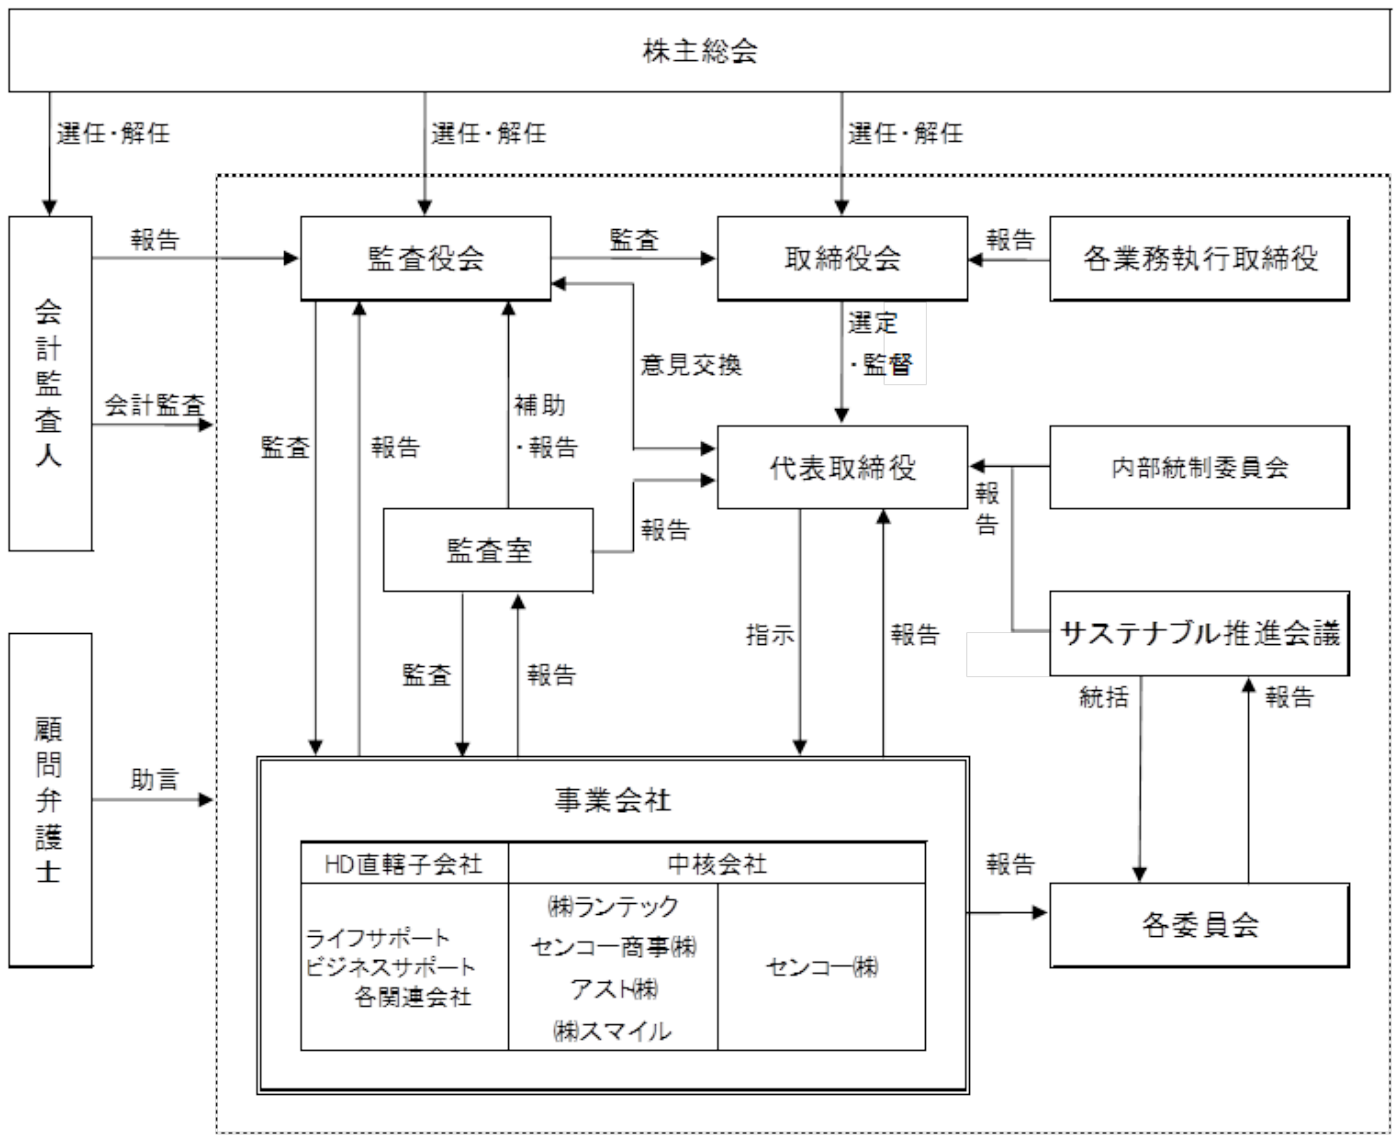 株主総会
選任・解任
選任・解任
選任・解任
会計監査人
報告
監査役会
監査
取締役会
報告
各業務執行取締役
選定
・監督
意見交換
会計監査
補助
・報告
監査
報告
代表取締役
報告
内部統制委員会
監査室
報告
指示
報告
サステナブル推進会議
監査
報告
統括
報告
顧問弁護士
助言
事業会社
HD直轄子会社
中核会社
報告
各委員会
ライフサポート
ビジネスサポート
各関連会社
㈱ランテック
センコー商事㈱
アスト㈱
㈱スマイル
センコー㈱